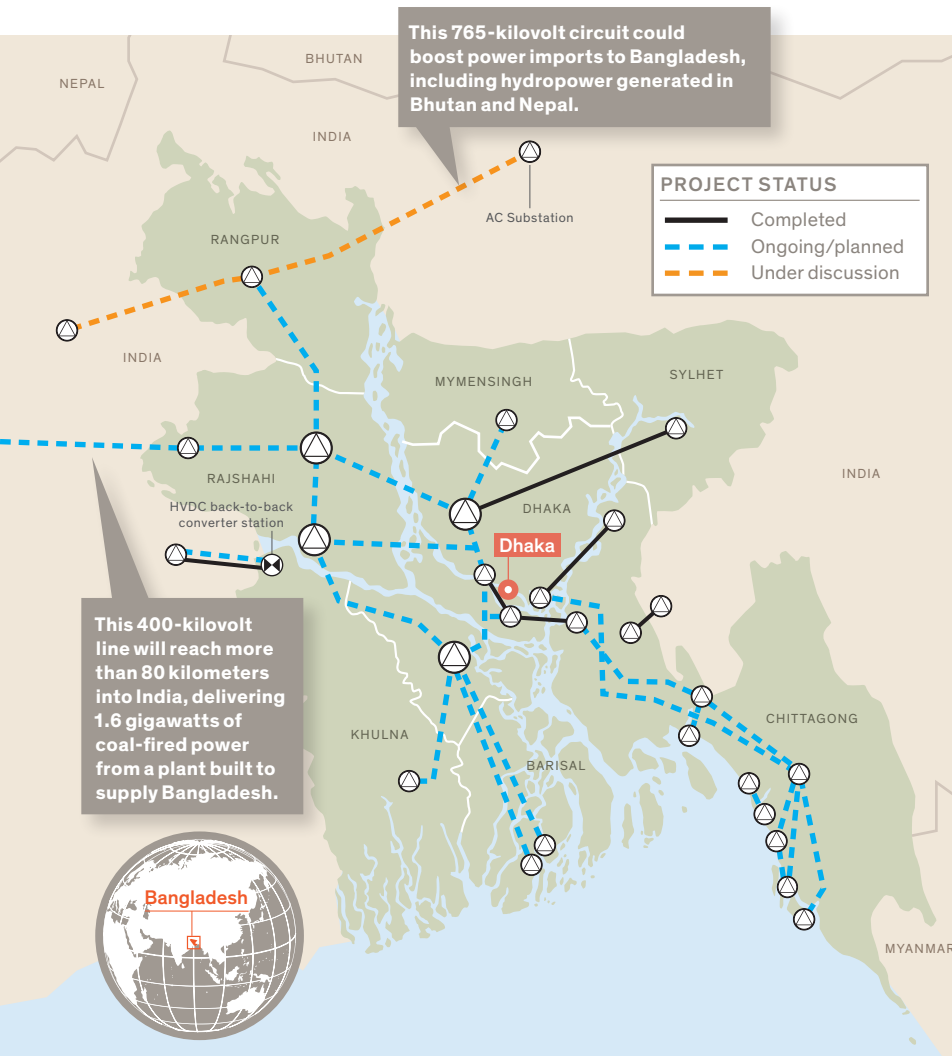 This 765-kilovolt circuit could
boost power imports to Bangladesh,
including hydropower generated in
Bhutan and Nepal.
BHUTAN
NEPAL
INDIA
PROJECT STATUS
Completed
Ongoing/planned
Under discussion
AC Substation
RANGPUR
INDIA
MYMENSINGH
SYLHET
RAJSHAHI
INDIA
HVDC back-to-back
converter station
DHAKA
Dhaka
This 400-kilovolt
line will reach more
than 80 kilometers
into India, delivering
1.6 gigawatts of
coal-fired power
from a plant built to
supply Bangladesh.
KHULNA
BARISAL
CHITTAGONG
Bangladesh
MYANMAR